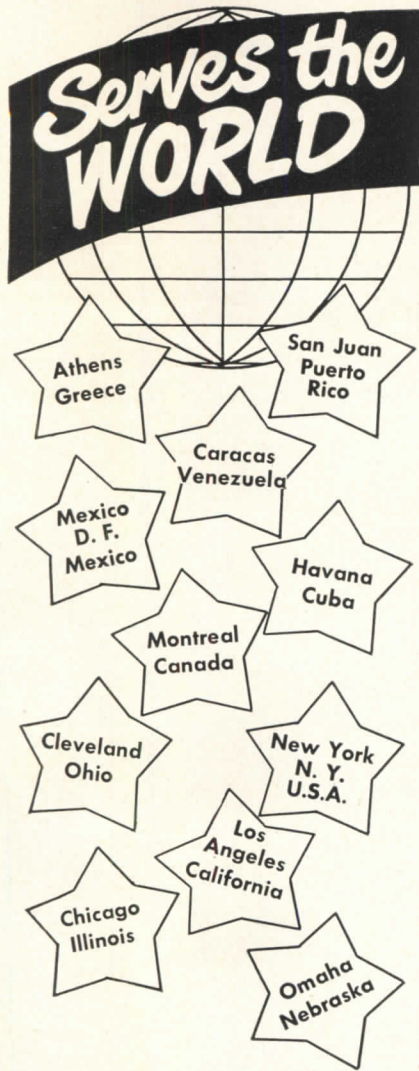 Serves the
WORLD
Athens
Greece
San Juan
Puerto
Rico
Caracas
Venezuela
Mexico
D. F.
Mexico
Havana
Cuba
Montreal
Canada
Cleveland
Ohio
New York
N. Y.
U.S.A.
Los
Angeles
California
Chicago
Illinois
Omaha
Nebraska